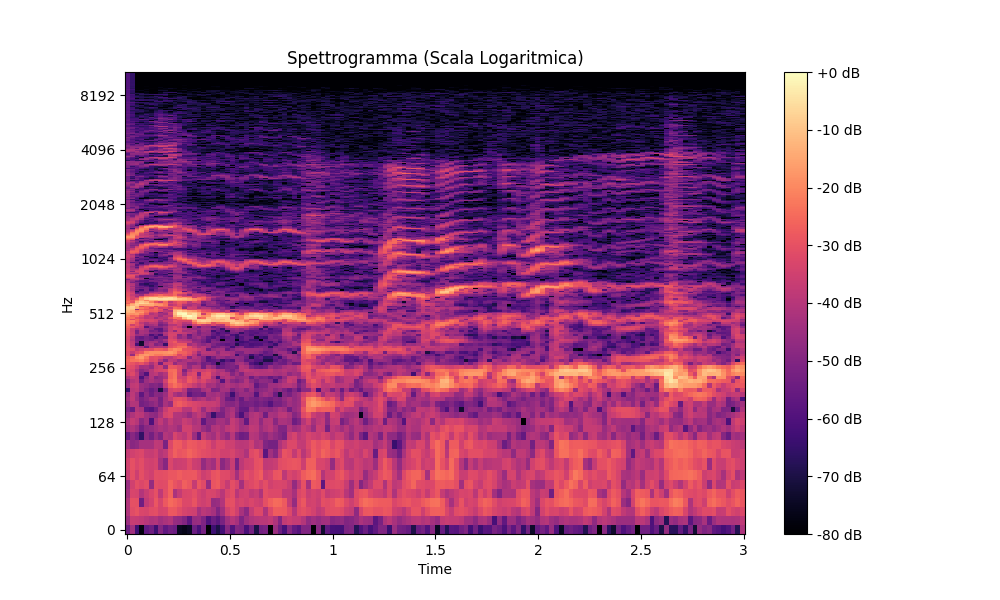 Spettrogramma (Scala Logaritmica)
8192
4096
2048
1024
512
256
128
64
0
Hz
0
0.5
1
1.5
2
2.5
3
Time
+0 dB
-10 dB
-20 dB
-30 dB
-40 dB
-50 dB
-60 dB
-70 dB
-80 dB